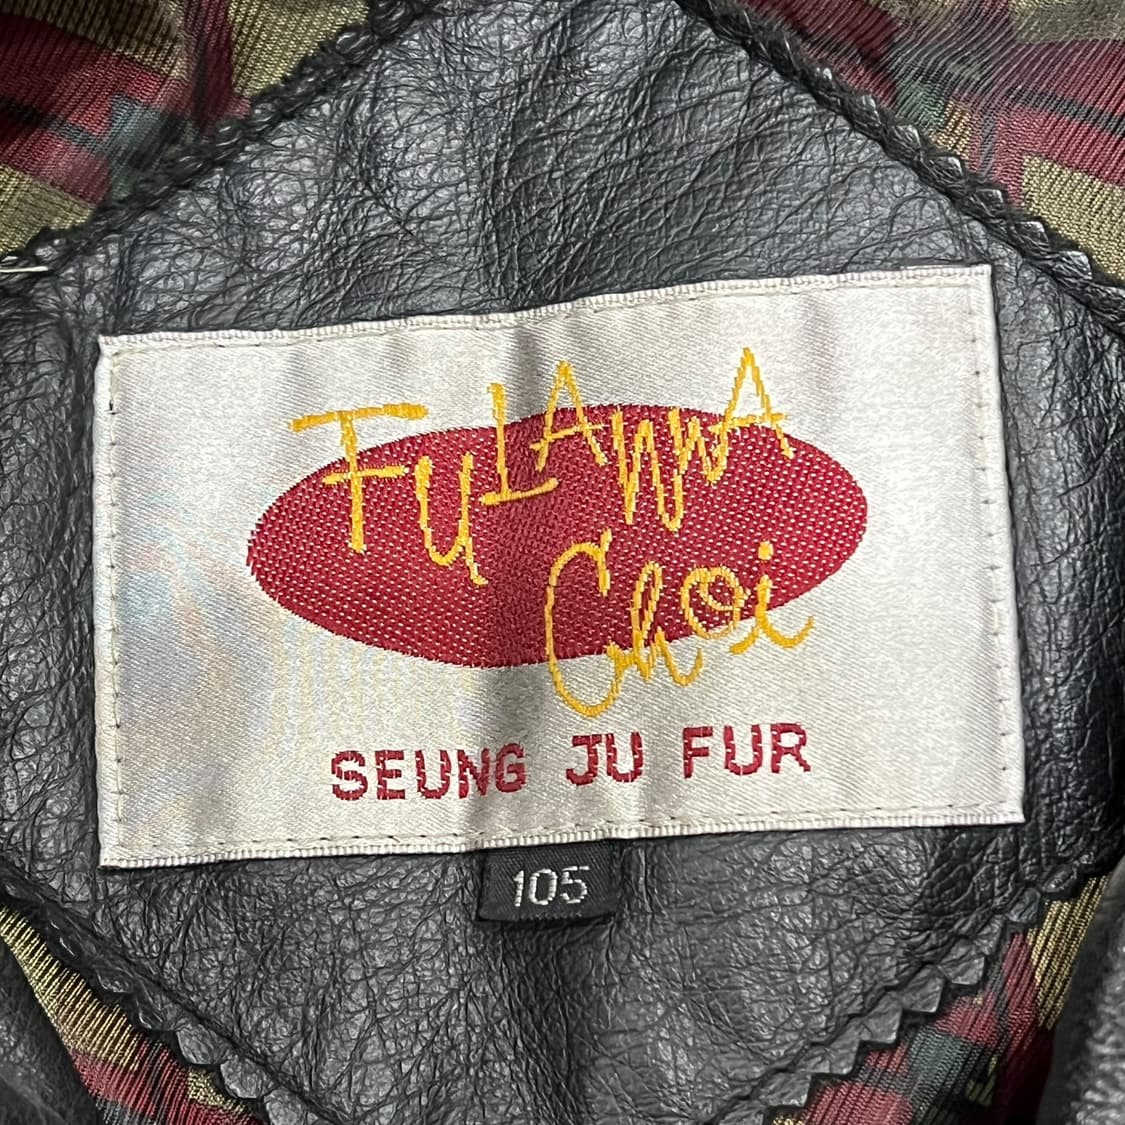 FULANNA
Choi
SEUNG JU FUR
105